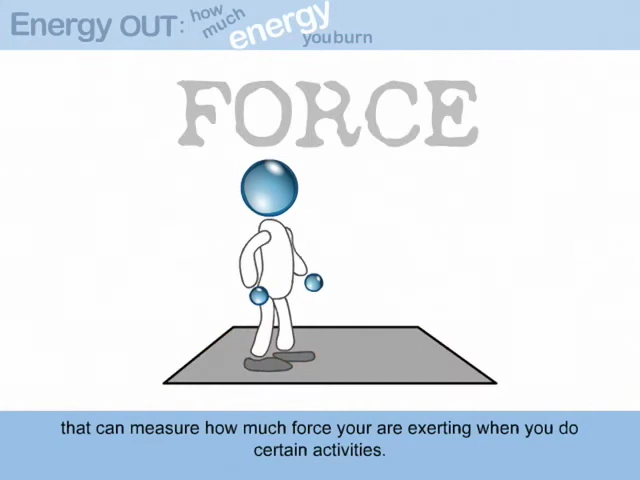 Energy OUT: how much energy you burn
FORCE
that can measure how much force your are exerting when you do
certain activities.